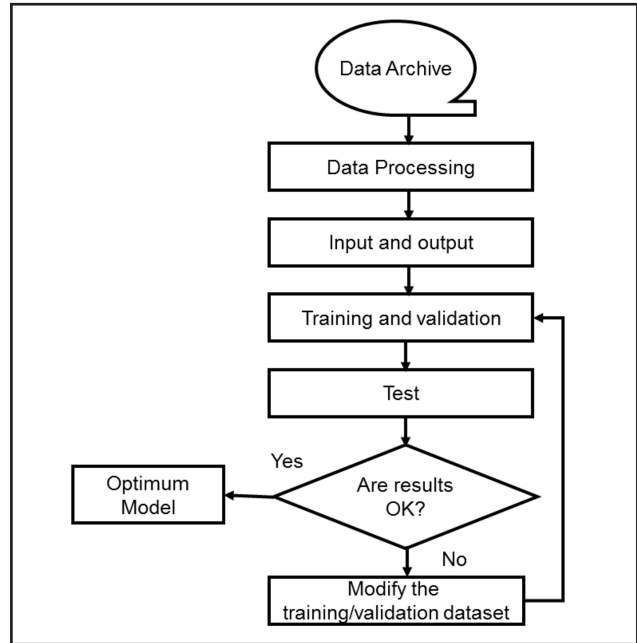 Data Archive
Data Processing
Input and output
Training and validation
Test
Yes
Are results
OK?
Optimum
Model
No
Modify the
training/validation dataset